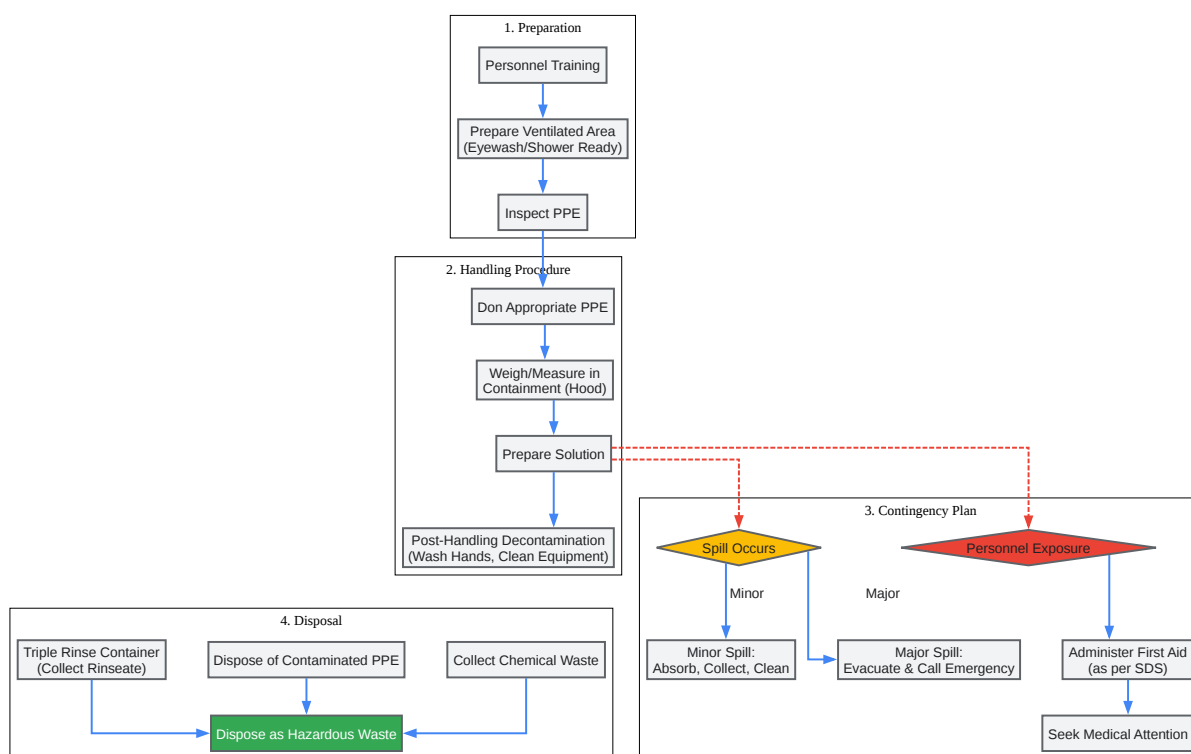 1. Preparation
Personnel Training
Prepare Ventilated Area
(Eyewash/Shower Ready)
Inspect PPE
2. Handling Procedure
Don Appropriate PPE
Weigh/Measure in
Containment (Hood)
Prepare Solution
Post-Handling Decontamination
(Wash Hands, Clean Equipment)
3. Contingency Plan
Spill Occurs
Personnel Exposure
Minor
Major
Minor Spill:
Absorb, Collect, Clean
Major Spill:
Evacuate & Call Emergency
Administer First Aid
(as per SDS)
Seek Medical Attention
4. Disposal
Triple Rinse Container
(Collect Rinseate)
Dispose of Contaminated PPE
Collect Chemical Waste
Dispose as Hazardous Waste